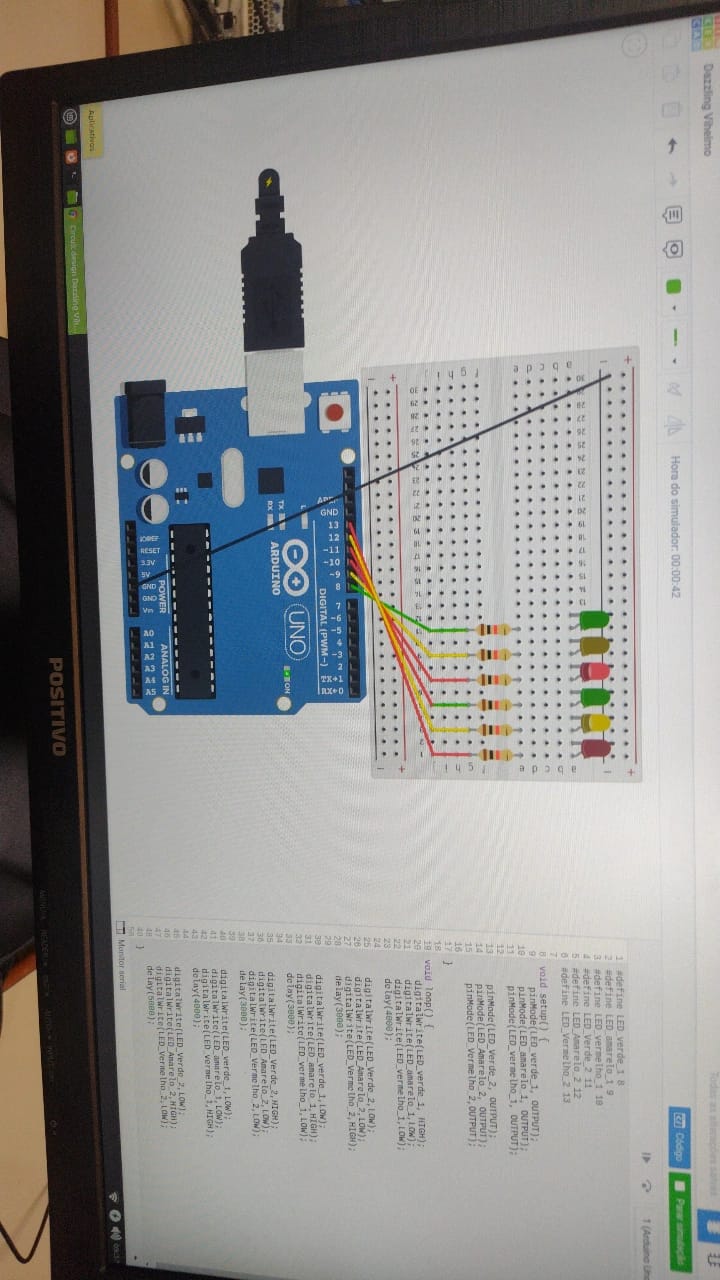 Dazzling Vihelmo
Todas as alterações salvas
Hora do simulador: 00:00:42
Código
Parar simulação
1 (Arduino Uno
1 #define LED_verde_1 8
2 #define LED_amarelo_1 9
3 #define LED_vermelho_1 10
4 #define LED_Verde_2 11
5 #define LED_Amarelo_2 12
6 #define LED_Vermelho_2 13
7
8 void setup() {
9 pinMode(LED_verde_1, OUTPUT);
10 pinMode(LED_amarelo_1, OUTPUT);
11 pinMode(LED_vermelho_1, OUTPUT);
12
13 pinMode(LED_Verde_2, OUTPUT);
14 pinMode(LED_Amarelo_2, OUTPUT);
15 pinMode(LED_Vermelho_2,OUTPUT);
16
17 }
18
19 void loop() {
20 digitalWrite(LED_verde_1, HIGH);
21 digitalWrite(LED_amarelo_1,LOW);
22 digitalWrite(LED_vermelho_1,LOW);
23 delay(4000);
24
25 digitalWrite(LED_Verde_2,LOW);
26 digitalWrite(LED_Amarelo_2,LOW);
27 digitalWrite(LED_Vermelho_2,HIGH);
28 delay(3000);
29
30 digitalWrite(LED_verde_1,LOW);
31 digitalWrite(LED_amarelo_1,HIGH);
32 digitalWrite(LED_vermelho_1,LOW);
33 delay(3000);
34
35 digitalWrite(LED_Verde_2,HIGH);
36 digitalWrite(LED_Amarelo_2,LOW);
37 digitalWrite(LED_Vermelho_2,LOW);
38 delay(3000);
39
40 digitalWrite(LED_verde_1,LOW);
41 digitalWrite(LED_amarelo_1,LOW);
42 digitalWrite(LED_vermelho_1,HIGH);
43 delay(4000);
44
45 digitalWrite(LED_Verde_2,LOW);
46 digitalWrite(LED_Amarelo_2,HIGH);
47 digitalWrite(LED_Vermelho_2,LOW);
48 delay(5000);
49 }
Monitor serial
a b c d e
f g h i j
AREF GND 13 12 ~11 ~10 ~9 8 7 ~6 ~5 4 ~3 2 TX→1 RX←0
DIGITAL (PWM~)
L
TX
RX
UNO
ARDUINO
ON
POWER
ANALOG IN
IOREF RESET 3.3V 5V GND GND Vin A0 A1 A2 A3 A4 A5
Aplicativos
Circuit design Dazzling Vih...
POSITIVO